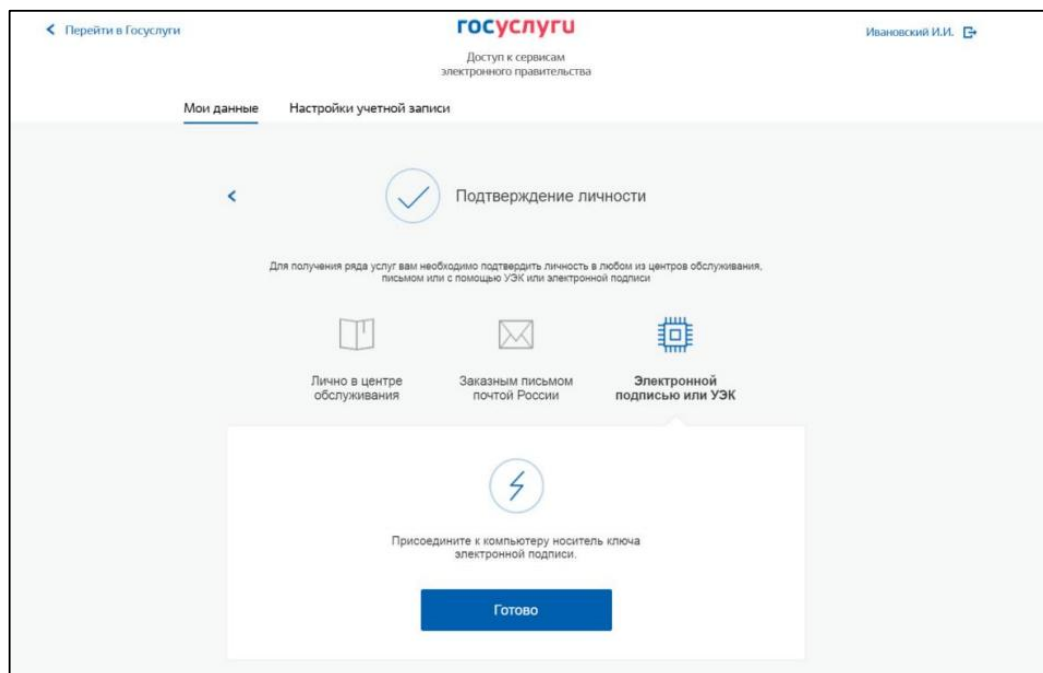 Перейти в Госуслуги
госуслуги
Ивановский И.И.
Доступ к сервисам
электронного правительства
Мои данные
Настройки учетной записи
Подтверждение личности
Для получения ряда услуг вам необходимо подтвердить личность в любом из центров обслуживания,
письмом или с помощью УЭК или электронной подписи
Лично в центре
обслуживания
Заказным письмом
почтой России
Электронной
подписью или УЭК
Присоедините к компьютеру носитель ключа
электронной подписи.
Готово